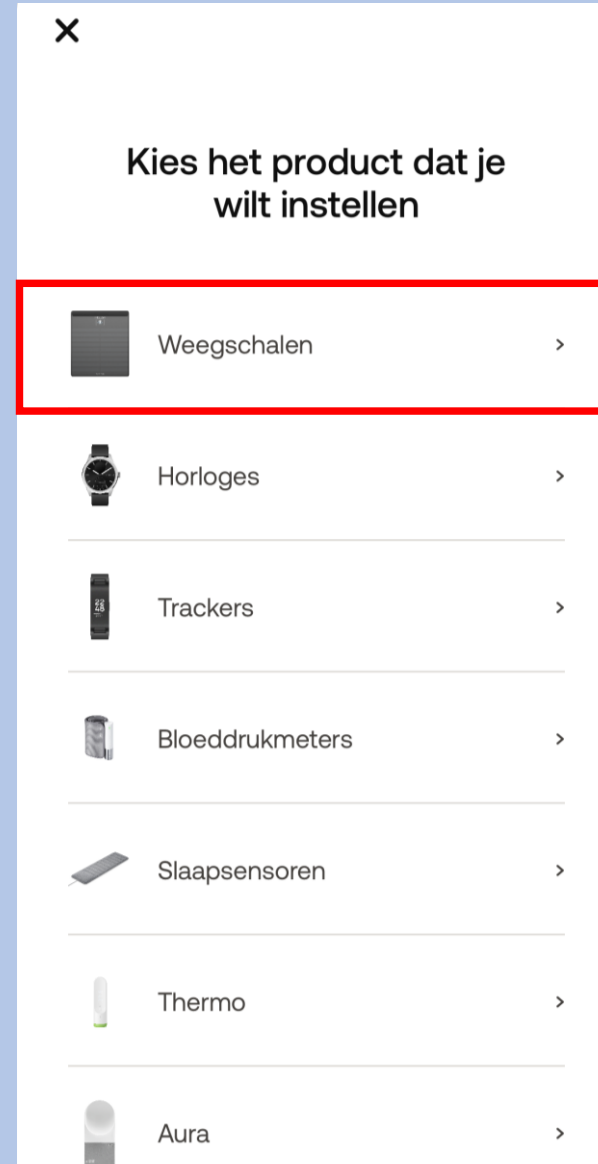 Kies het product dat je
wilt instellen
Weegschalen
Horloges
Trackers
Bloeddrukmeters
Slaapsensoren
Thermo
Aura